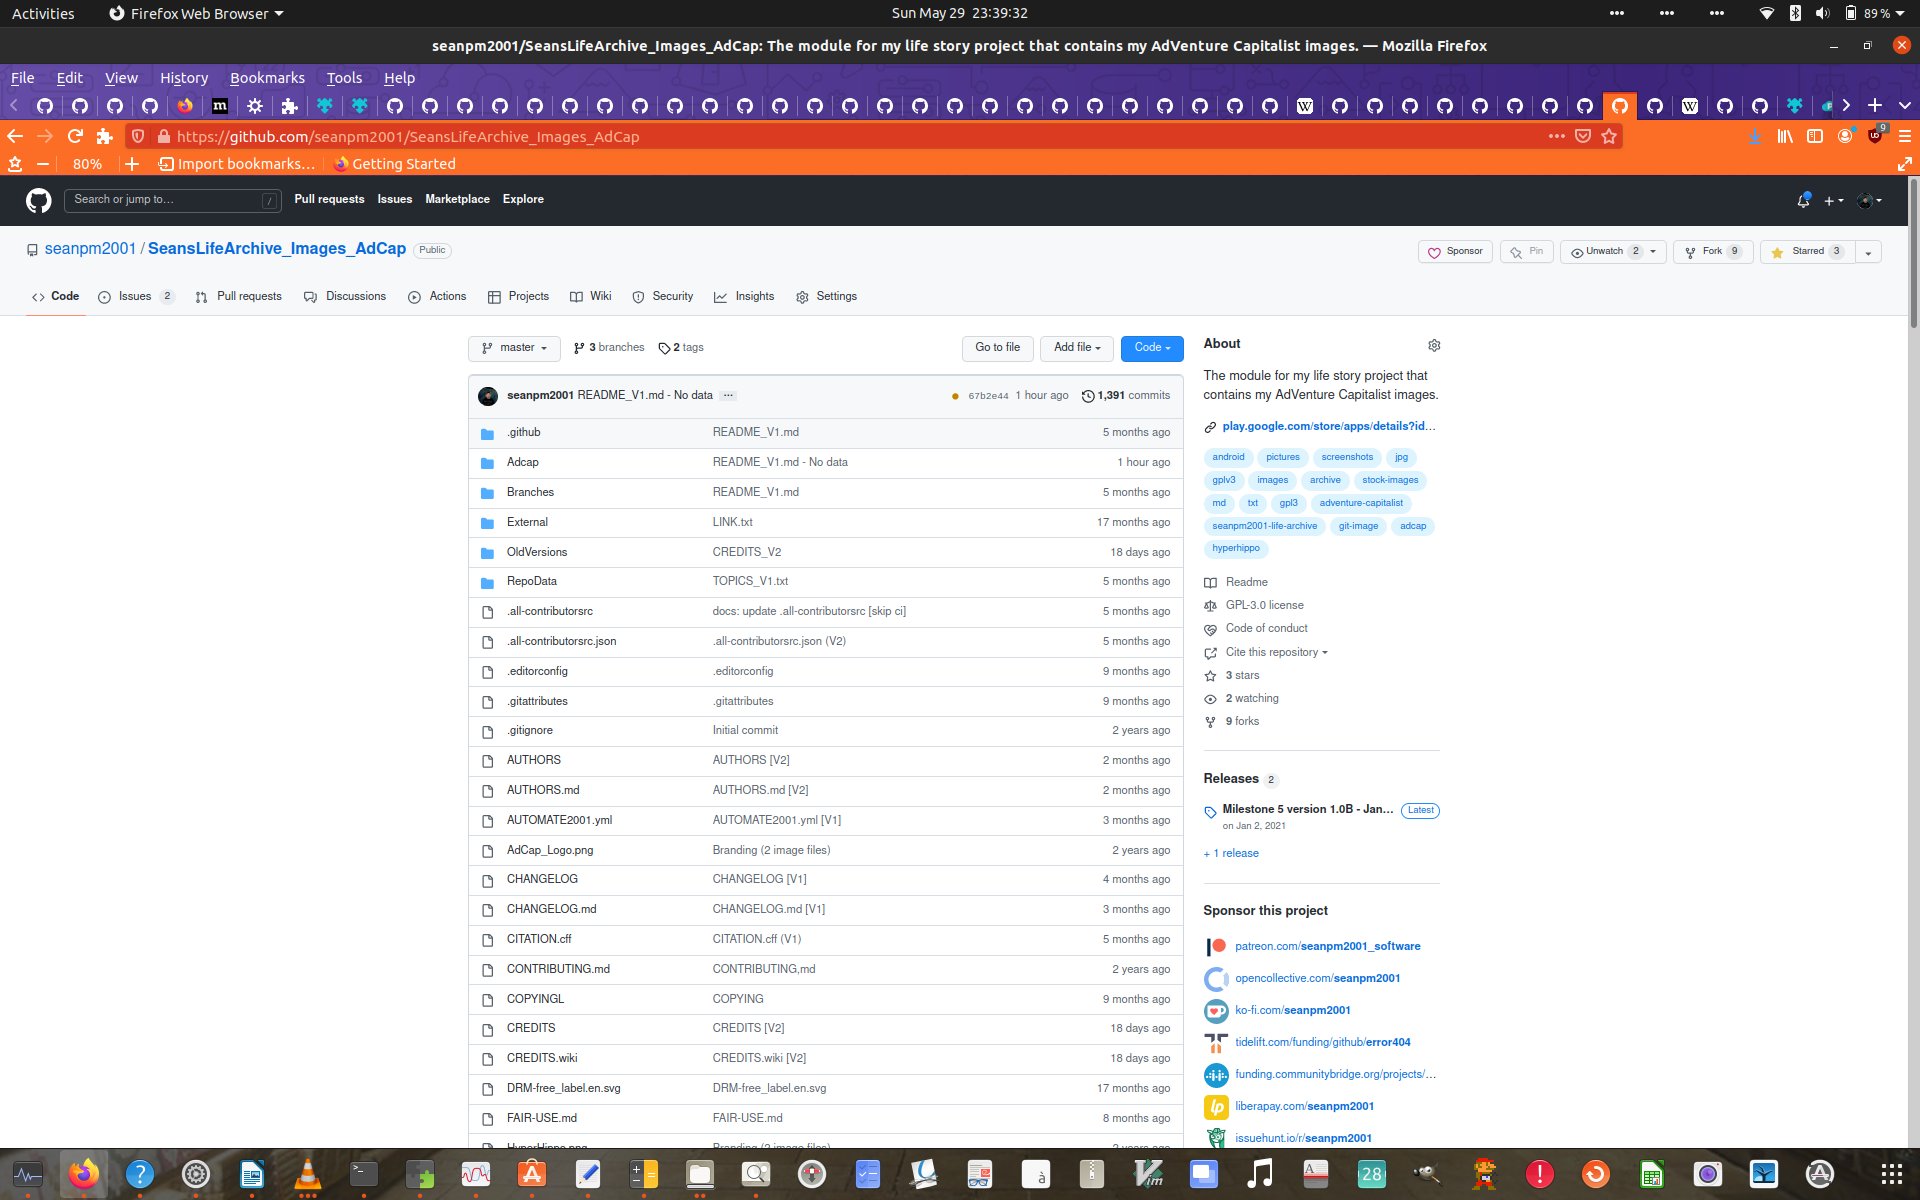 Activities Firefox Web Browser Sun May 29 23:39:32 89 %
seanpm2001/SeansLifeArchive_Images_AdCap: The module for my life story project that contains my AdVenture Capitalist images. — Mozilla Firefox
File Edit View History Bookmarks Tools Help
https://github.com/seanpm2001/SeansLifeArchive_Images_AdCap 9
80% Import bookmarks... Getting Started
Search or jump to... / Pull requests Issues Marketplace Explore
seanpm2001 / SeansLifeArchive_Images_AdCap Public Sponsor Pin Unwatch 2 Fork 9 Starred 3
Code Issues 2 Pull requests Discussions Actions Projects Wiki Security Insights Settings
master 3 branches 2 tags Go to file Add file Code
seanpm2001 README_V1.md - No data ... 67b2e44 1 hour ago 1,391 commits
.github README_V1.md 5 months ago
Adcap README_V1.md - No data 1 hour ago
Branches README_V1.md 5 months ago
External LINK.txt 17 months ago
OldVersions CREDITS_V2 18 days ago
RepoData TOPICS_V1.txt 5 months ago
.all-contributorsrc docs: update .all-contributorsrc [skip ci] 5 months ago
.all-contributorsrc.json .all-contributorsrc.json (V2) 5 months ago
.editorconfig .editorconfig 9 months ago
.gitattributes .gitattributes 9 months ago
.gitignore Initial commit 2 years ago
AUTHORS AUTHORS [V2] 2 months ago
AUTHORS.md AUTHORS.md [V2] 2 months ago
AUTOMATE2001.yml AUTOMATE2001.yml [V1] 3 months ago
AdCap_Logo.png Branding (2 image files) 2 years ago
CHANGELOG CHANGELOG [V1] 4 months ago
CHANGELOG.md CHANGELOG.md [V1] 3 months ago
CITATION.cff CITATION.cff (V1) 5 months ago
CONTRIBUTING.md CONTRIBUTING,md 2 years ago
COPYINGL COPYING 9 months ago
CREDITS CREDITS [V2] 18 days ago
CREDITS.wiki CREDITS.wiki [V2] 18 days ago
DRM-free_label.en.svg DRM-free_label.en.svg 17 months ago
FAIR-USE.md FAIR-USE.md 8 months ago
HyperHippo.png Branding (2 image files) 2 years ago
About
The module for my life story project that
contains my AdVenture Capitalist images.
play.google.com/store/apps/details?id...
android pictures screenshots jpg
gplv3 images archive stock-images
md txt gpl3 adventure-capitalist
seanpm2001-life-archive git-image adcap
hyperhippo
Readme
GPL-3.0 license
Code of conduct
Cite this repository
3 stars
2 watching
9 forks
Releases 2
Milestone 5 version 1.0B - Jan... Latest
on Jan 2, 2021
+ 1 release
Sponsor this project
patreon.com/seanpm2001_software
opencollective.com/seanpm2001
ko-fi.com/seanpm2001
tidelift.com/funding/github/error404
funding.communitybridge.org/projects/...
liberapay.com/seanpm2001
issuehunt.io/r/seanpm2001
28